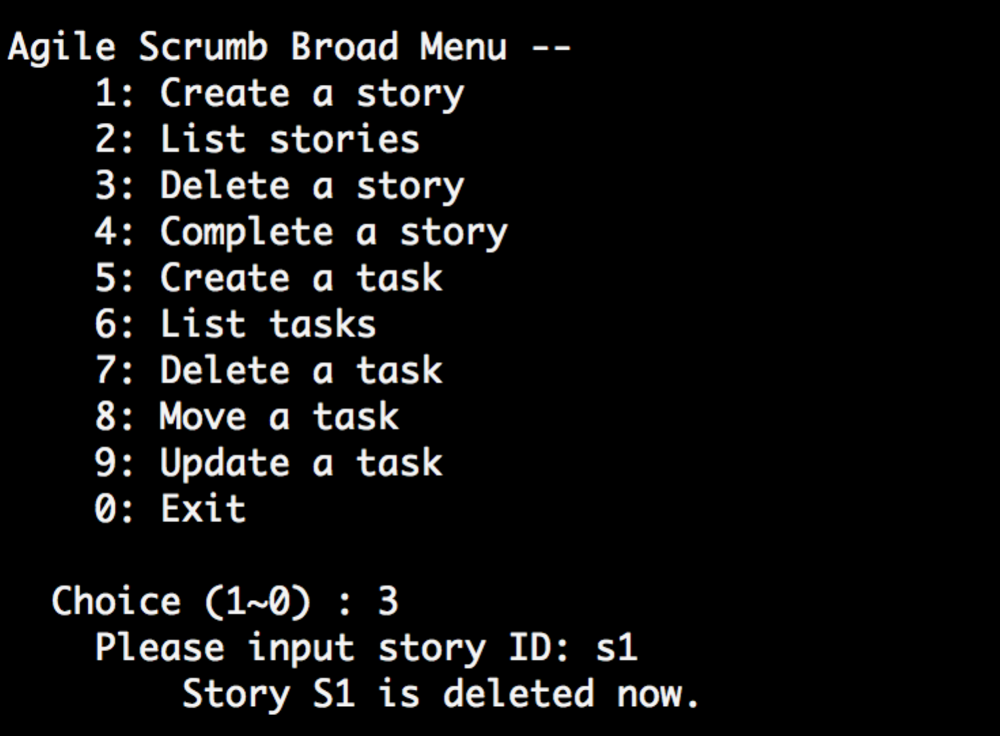 Agile Scrumb Broad Menu --
1: Create a story
2: List stories
3: Delete a story
4: Complete a story
5: Create a task
6: List tasks
7: Delete a task
8: Move a task
9: Update a task
0: Exit
Choice (1~0) : 3
Please input story ID: s1
Story S1 is deleted now.